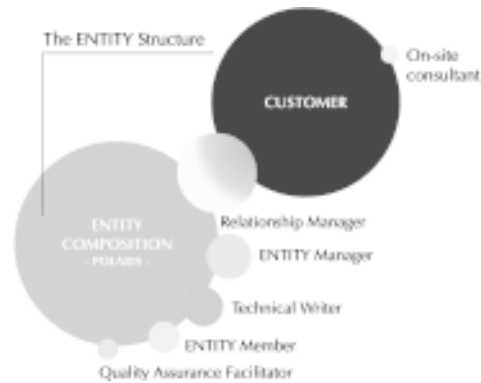 The ENTITY Structure
On-site
consultant
CUSTOMER
Relationship Manager
ENTITY
COMPOSITION
- POLARIS -
ENTITY Manager
Technical Writer
ENTITY Member
Quality Assurance Facilitator